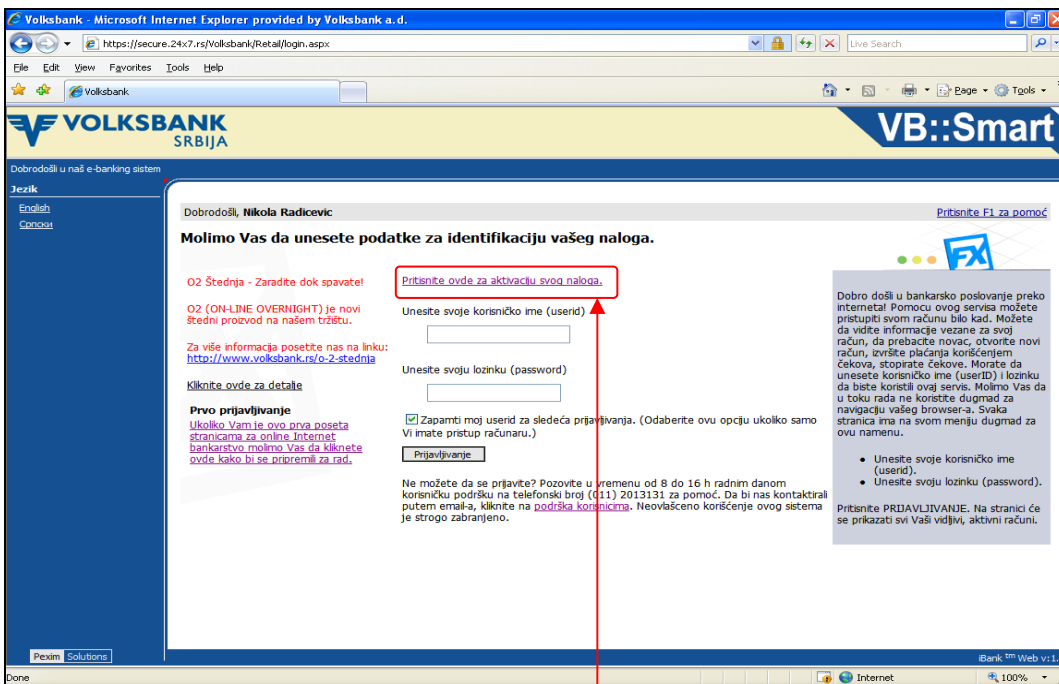 Volksbank - Microsoft Internet Explorer provided by Volksbank a.d.
https://secure.24x7.rs/Volksbank/Retail/login.aspx
Live Search
File Edit View Favorites Tools Help
Volksbank
Page Tools
VOLKSBANK
SRBIJA
VB::Smart
Dobrodošli u naš e-banking sistem
Jezik
English
Српски
Dobrodošli, Nikola Radicevic
Pritisnite F1 za pomoć
Molimo Vas da unesete podatke za identifikaciju vašeg naloga.
O2 Štednja - Zaradite dok spavate!
O2 (ON-LINE OVERNIGHT) je novi
štedni proizvod na našem tržištu.
Za više informacija posetite nas na linku:
http://www.volksbank.rs/o-2-stednja
Kliknite ovde za detalje
Prvo prijavljivanje
Ukoliko Vam je ovo prva poseta
stranicama za online Internet
bankarstvo molimo Vas da kliknete
ovde kako bi se pripremili za rad.
Pritisnite ovde za aktivaciju svog naloga.
Unesite svoje korisničko ime (userid)
Unesite svoju lozinku (password)
Zapamti moj userid za sledeća prijavljivanja. (Odaberite ovu opciju ukoliko samo
Vi imate pristup računaru.)
Prijavljivanje
Ne možete da se prijavite? Pozovite u vremenu od 8 do 16 h radnim danom
korisničku podršku na telefonski broj (011) 2013131 za pomoć. Da bi nas kontaktirali
putem email-a, kliknite na podrška korisnicima. Neovlašceno korišćenje ovog sistema
je strogo zabranjeno.
FX
Dobro došli u bankarsko poslovanje preko
interneta! Pomocu ovog servisa možete
pristupiti svom računu bilo kad. Možete
da vidite informacije vezane za svoj
račun, da prebacite novac, otvorite novi
račun, izvršite plaćanja korišćenjem
čekova, stopirate čekove. Morate da
unesete korisničko ime (userID) i lozinku
da biste koristili ovaj servis. Molimo Vas da
u toku rada ne koristite dugmad za
navigaciju vašeg browser-a. Svaka
stranica ima na svom meniju dugmad za
ovu namenu.
• Unesite svoje korisničko ime
(userid).
• Unesite svoju lozinku (password).
Pritisnite PRIJAVLJIVANJE. Na stranici će
se prikazati svi Vaši vidljivi, aktivni računi.
Pexim Solutions
iBank tm Web v:1.
Done
Internet
100%